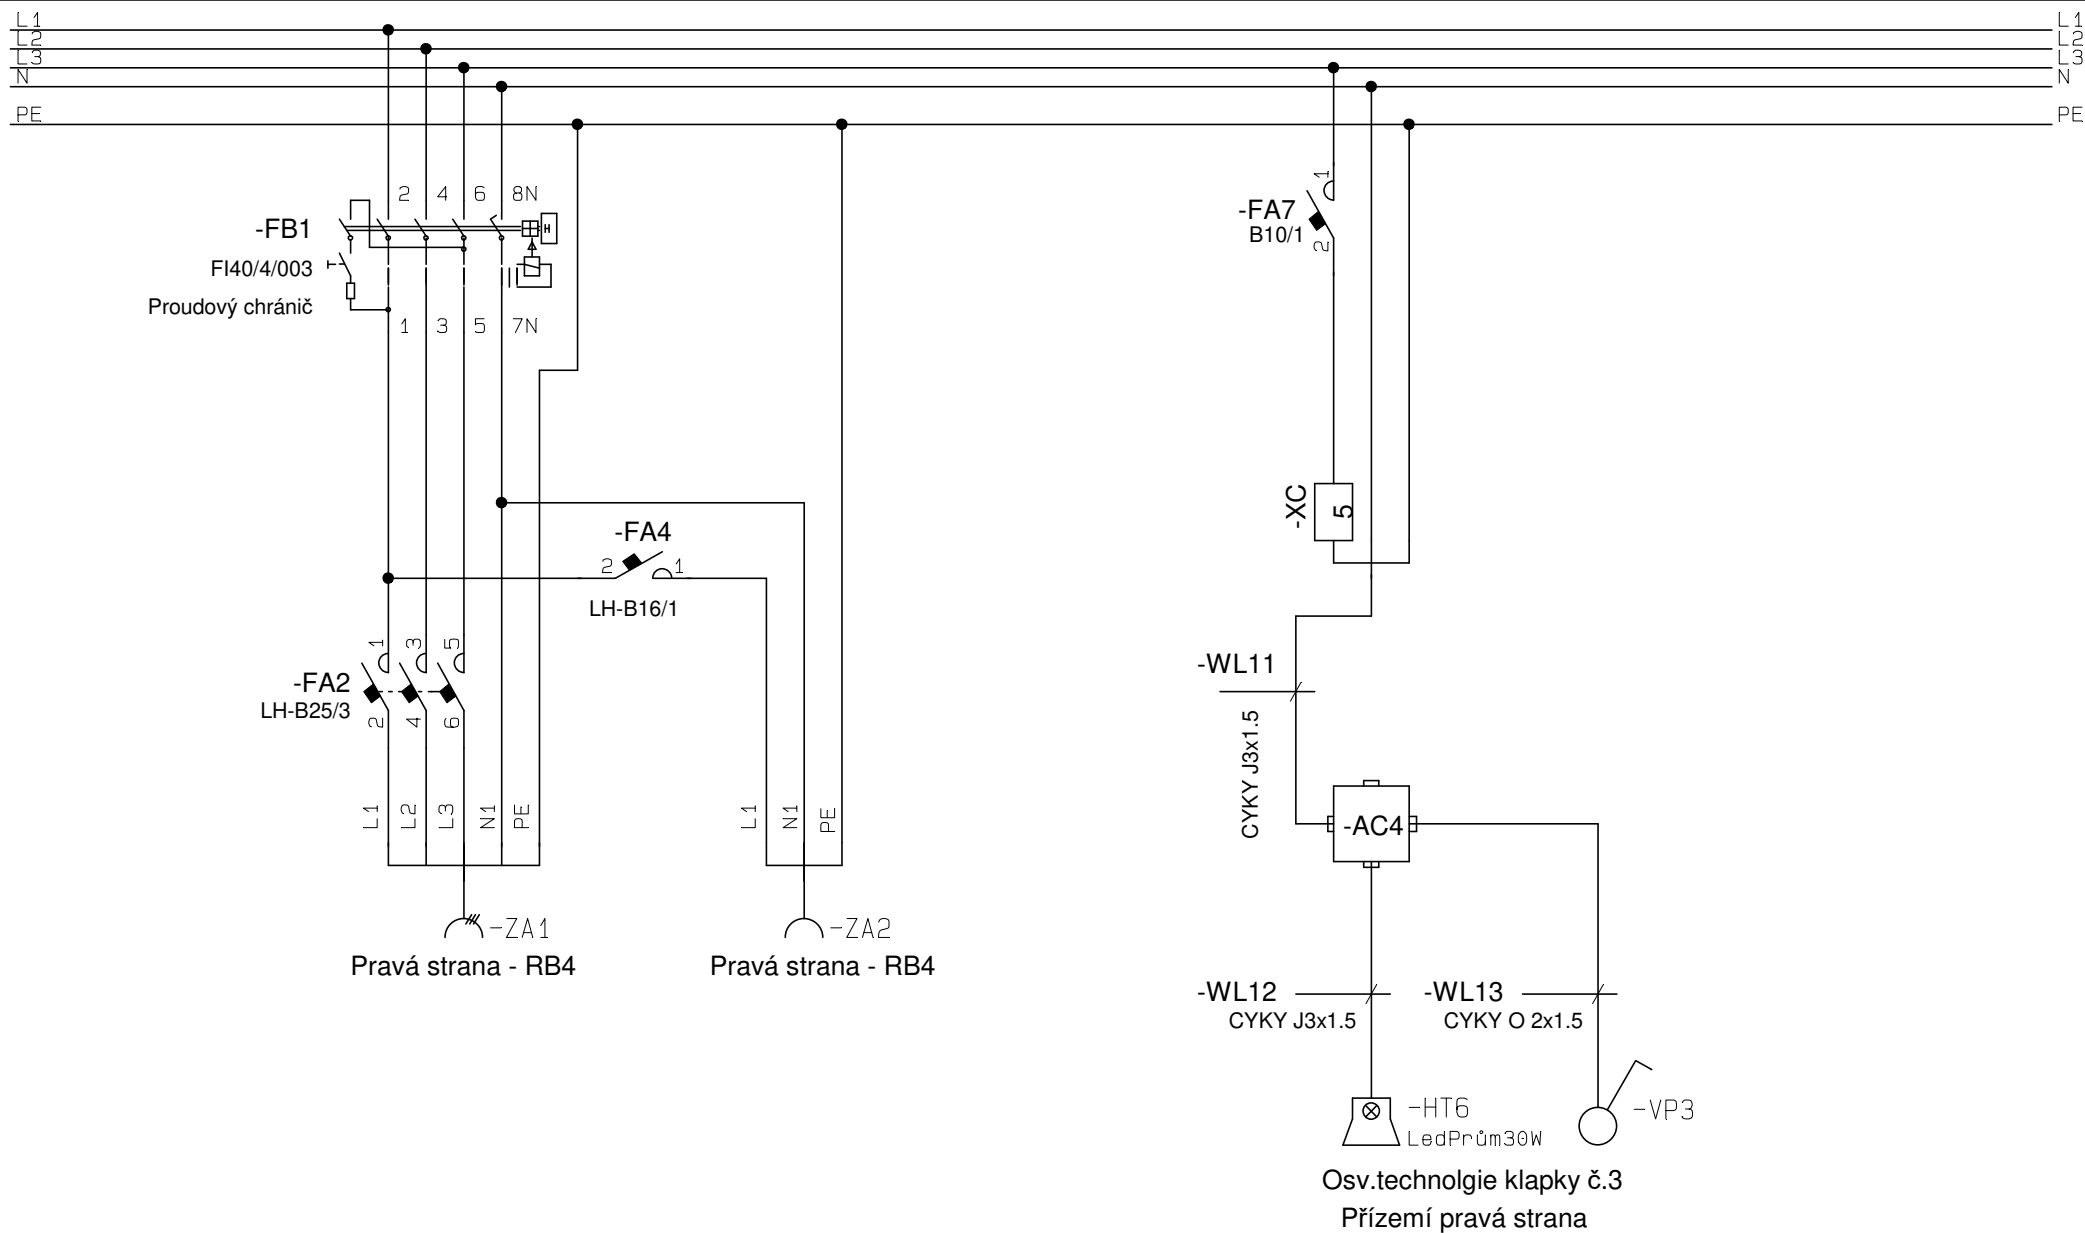 L1 L1
L2 L2
L3 L3
N N
PE PE
2 4 6 8N
-FB1
H
FI40/4/003
Proudový chránič
1 3 5 7N
1
-FA7
B10/1
2
-XC
5
-FA4
2 1
LH-B16/1
1 3 5
-FA2
LH-B25/3
2 4 6
-WL11
CYKY J3x1.5
L1 L2 L3 N1 PE
L1 N1 PE
-AC4
-ZA1
Pravá strana - RB4
-ZA2
Pravá strana - RB4
-WL12
CYKY J3x1.5
-WL13
CYKY O 2x1.5
-HT6
LedPrům30W
-VP3
Osv.technolgie klapky č.3
Přízemí pravá strana